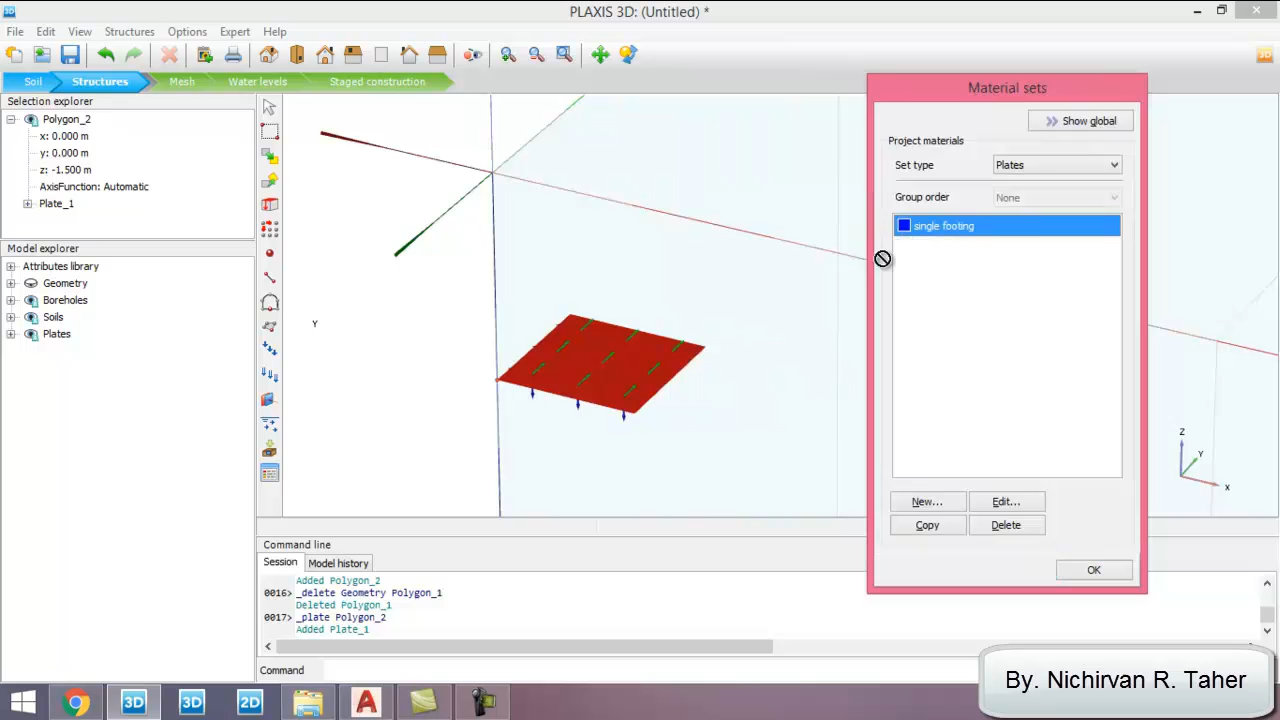 PLAXIS 3D: (Untitled) *
File Edit View Structures Options Expert Help
Soil Structures Mesh Water levels Staged construction
Selection explorer
Polygon_2
x: 0.000 m
y: 0.000 m
z: -1.500 m
AxisFunction: Automatic
Plate_1
Model explorer
Attributes library
Geometry
Boreholes
Soils
Plates
Y
Z
Y
X
Material sets
Show global
Project materials
Set type Plates
Group order None
single footing
New... Edit...
Copy Delete
OK
Command line
Session Model history
Added Polygon_2
0016> _delete Geometry Polygon_1
Deleted Polygon_1
0017> _plate Polygon_2
Added Plate_1
Command
3D 3D 2D
By. Nichirvan R. Taher